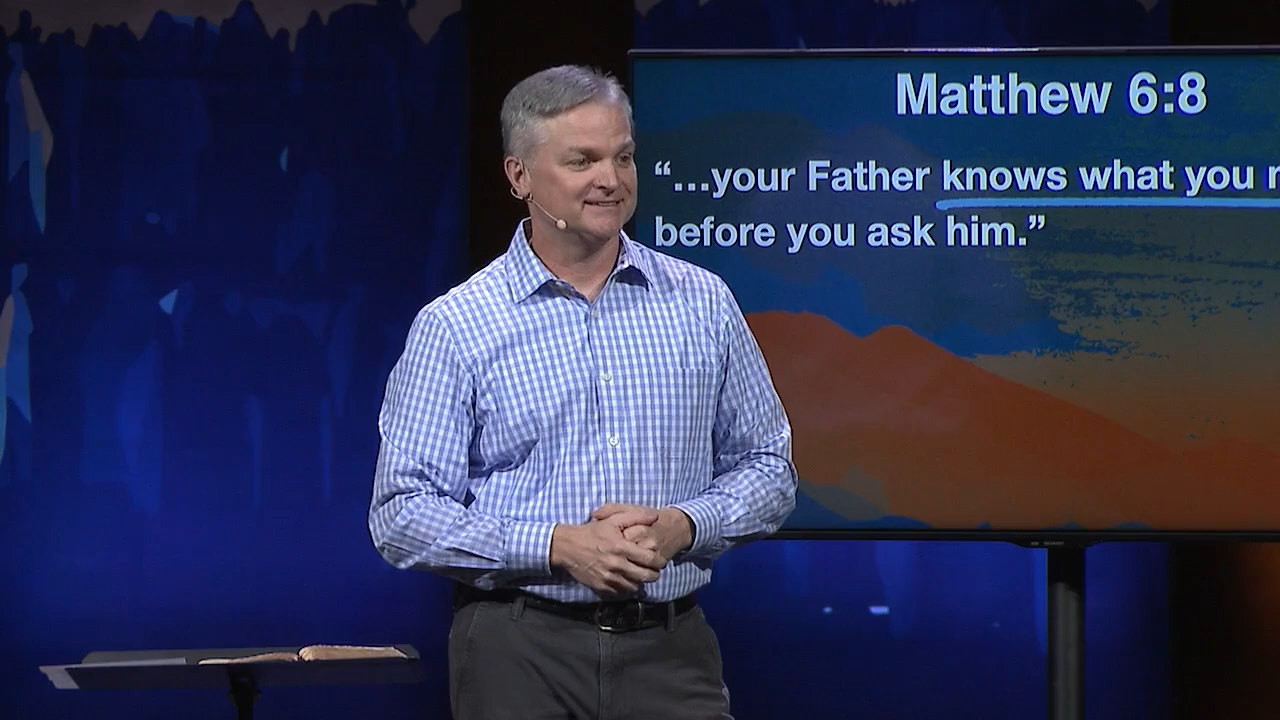 Matthew 6:8
“…your Father knows what you
before you ask him.”